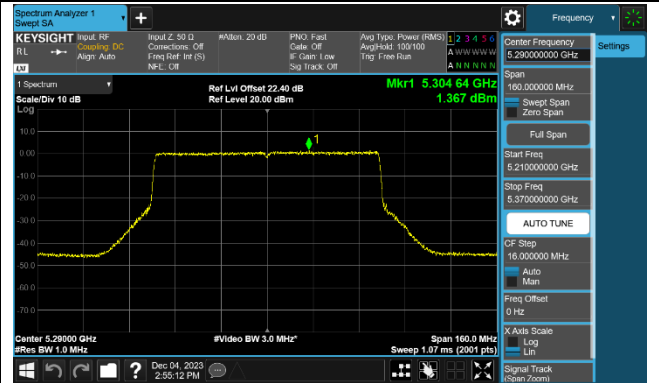 Spectrum Analyzer 1
Swept SA
Frequency
KEYSIGHT
RL
LXI
Input: RF
Coupling: DC
Align: Auto
Input Z: 50 Ω
Corrections: Off
Freq Ref: Int (S)
NFE: Off
#Atten: 20 dB
PNO: Fast
Gate: Off
IF Gain: Low
Sig Track: Off
Avg Type: Power (RMS)
Avg|Hold: 100/100
Trig: Free Run
1 2 3 4 5 6
A W W W W W
A N N N N N
1 Spectrum
Scale/Div 10 dB
Log
Ref Lvl Offset 22.40 dB
Ref Level 20.00 dBm
Mkr1 5.304 64 GHz
1.367 dBm
1
10.0
0.00
-10.0
-20.0
-30.0
-40.0
-50.0
-60.0
-70.0
Center 5.29000 GHz
#Res BW 1.0 MHz
#Video BW 3.0 MHz*
Span 160.0 MHz
Sweep 1.07 ms (2001 pts)
Dec 04, 2023
2:55:12 PM
Center Frequency
5.290000000 GHz
Settings
Span
160.000000 MHz
Swept Span
Zero Span
Full Span
Start Freq
5.210000000 GHz
Stop Freq
5.370000000 GHz
AUTO TUNE
CF Step
16.000000 MHz
Auto
Man
Freq Offset
0 Hz
X Axis Scale
Log
Lin
Signal Track
(Span Zoom)